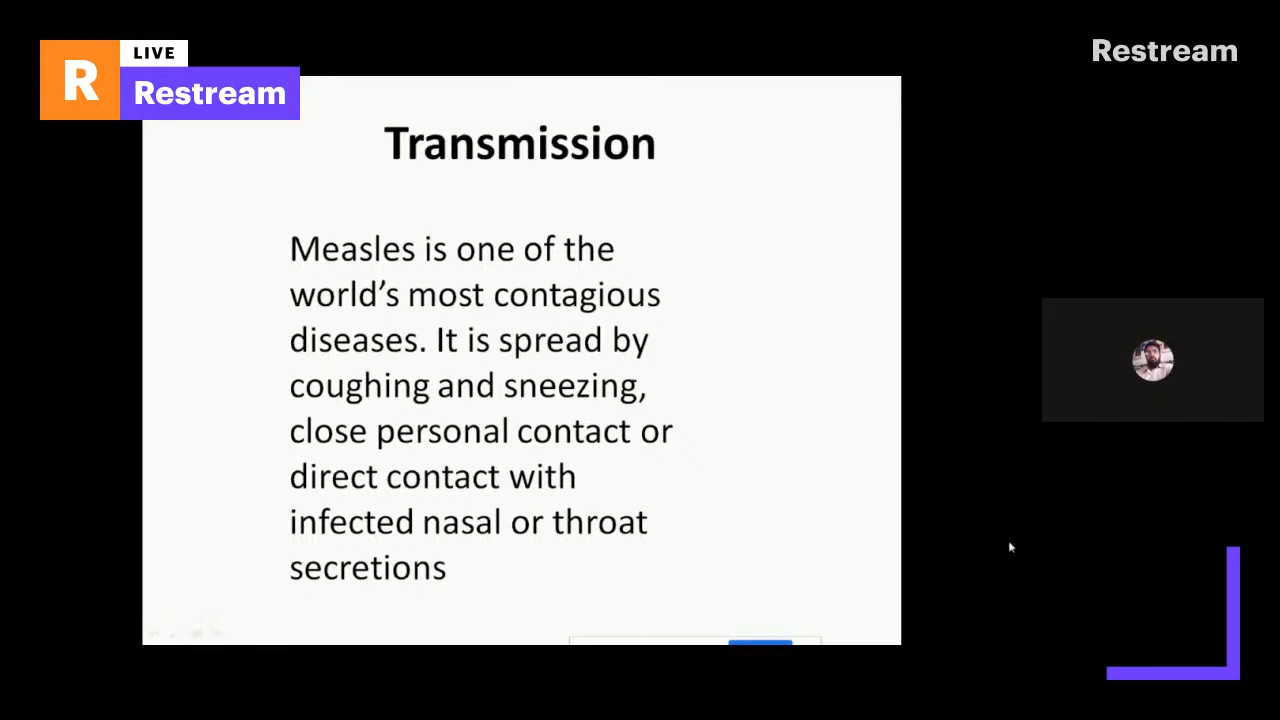 R
LIVE
Restream
Restream
Transmission
Measles is one of the
world’s most contagious
diseases. It is spread by
coughing and sneezing,
close personal contact or
direct contact with
infected nasal or throat
secretions